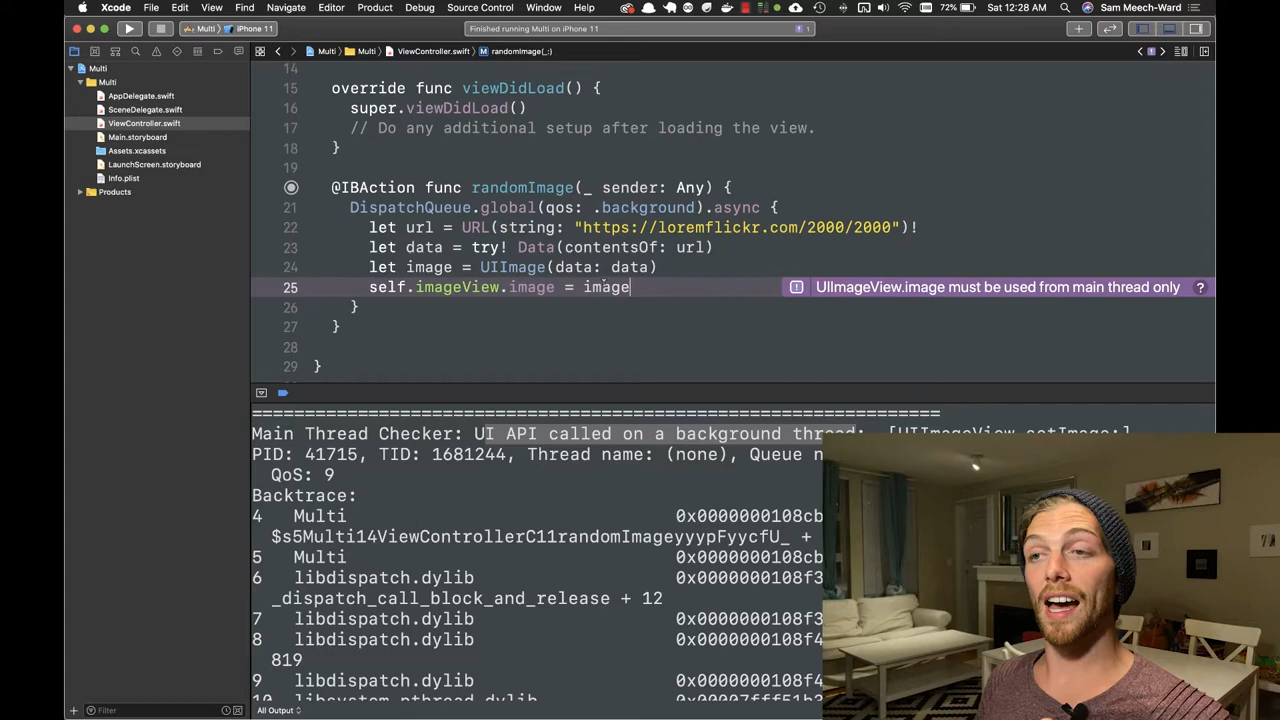 Xcode File Edit View Find Navigate Editor Product Debug Source Control Window Help 72% Sat 12:28 AM Sam Meech-Ward
Multi iPhone 11 Finished running Multi on iPhone 11 1
Multi Multi ViewController.swift M randomImage(_:)
Multi
Multi
AppDelegate.swift
SceneDelegate.swift
ViewController.swift
Main.storyboard
Assets.xcassets
LaunchScreen.storyboard
Info.plist
Products
14
15 override func viewDidLoad() {
16 super.viewDidLoad()
17 // Do any additional setup after loading the view.
18 }
19
@IBAction func randomImage(_ sender: Any) {
21 DispatchQueue.global(qos: .background).async {
22 let url = URL(string: "https://loremflickr.com/2000/2000")!
23 let data = try! Data(contentsOf: url)
24 let image = UIImage(data: data)
25 self.imageView.image = image UIImageView.image must be used from main thread only
26 }
27 }
28
29 }
=================================================================
Main Thread Checker: UI API called on a background thread: -[UIImageView setImage:]
PID: 41715, TID: 1681244, Thread name: (none), Queue n
QoS: 9
Backtrace:
4 Multi 0x0000000108cb
$s5Multi14ViewControllerC11randomImageyyypFyycfU_ +
5 Multi 0x0000000108cb
6 libdispatch.dylib 0x0000000108f3
_dispatch_call_block_and_release + 12
7 libdispatch.dylib 0x0000000108f3
8 libdispatch.dylib 0x0000000108f4
819
9 libdispatch.dylib 0x0000000108f4
10 libsystem_pthread.dylib 0x00007fff51b3
Filter All Output